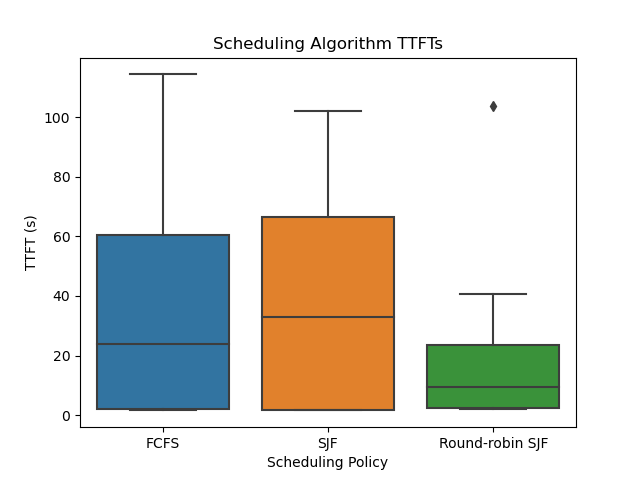 Scheduling Algorithm TTFTs
TTFT (s)
100
80
60
40
20
0
FCFS SJF Round-robin SJF
Scheduling Policy